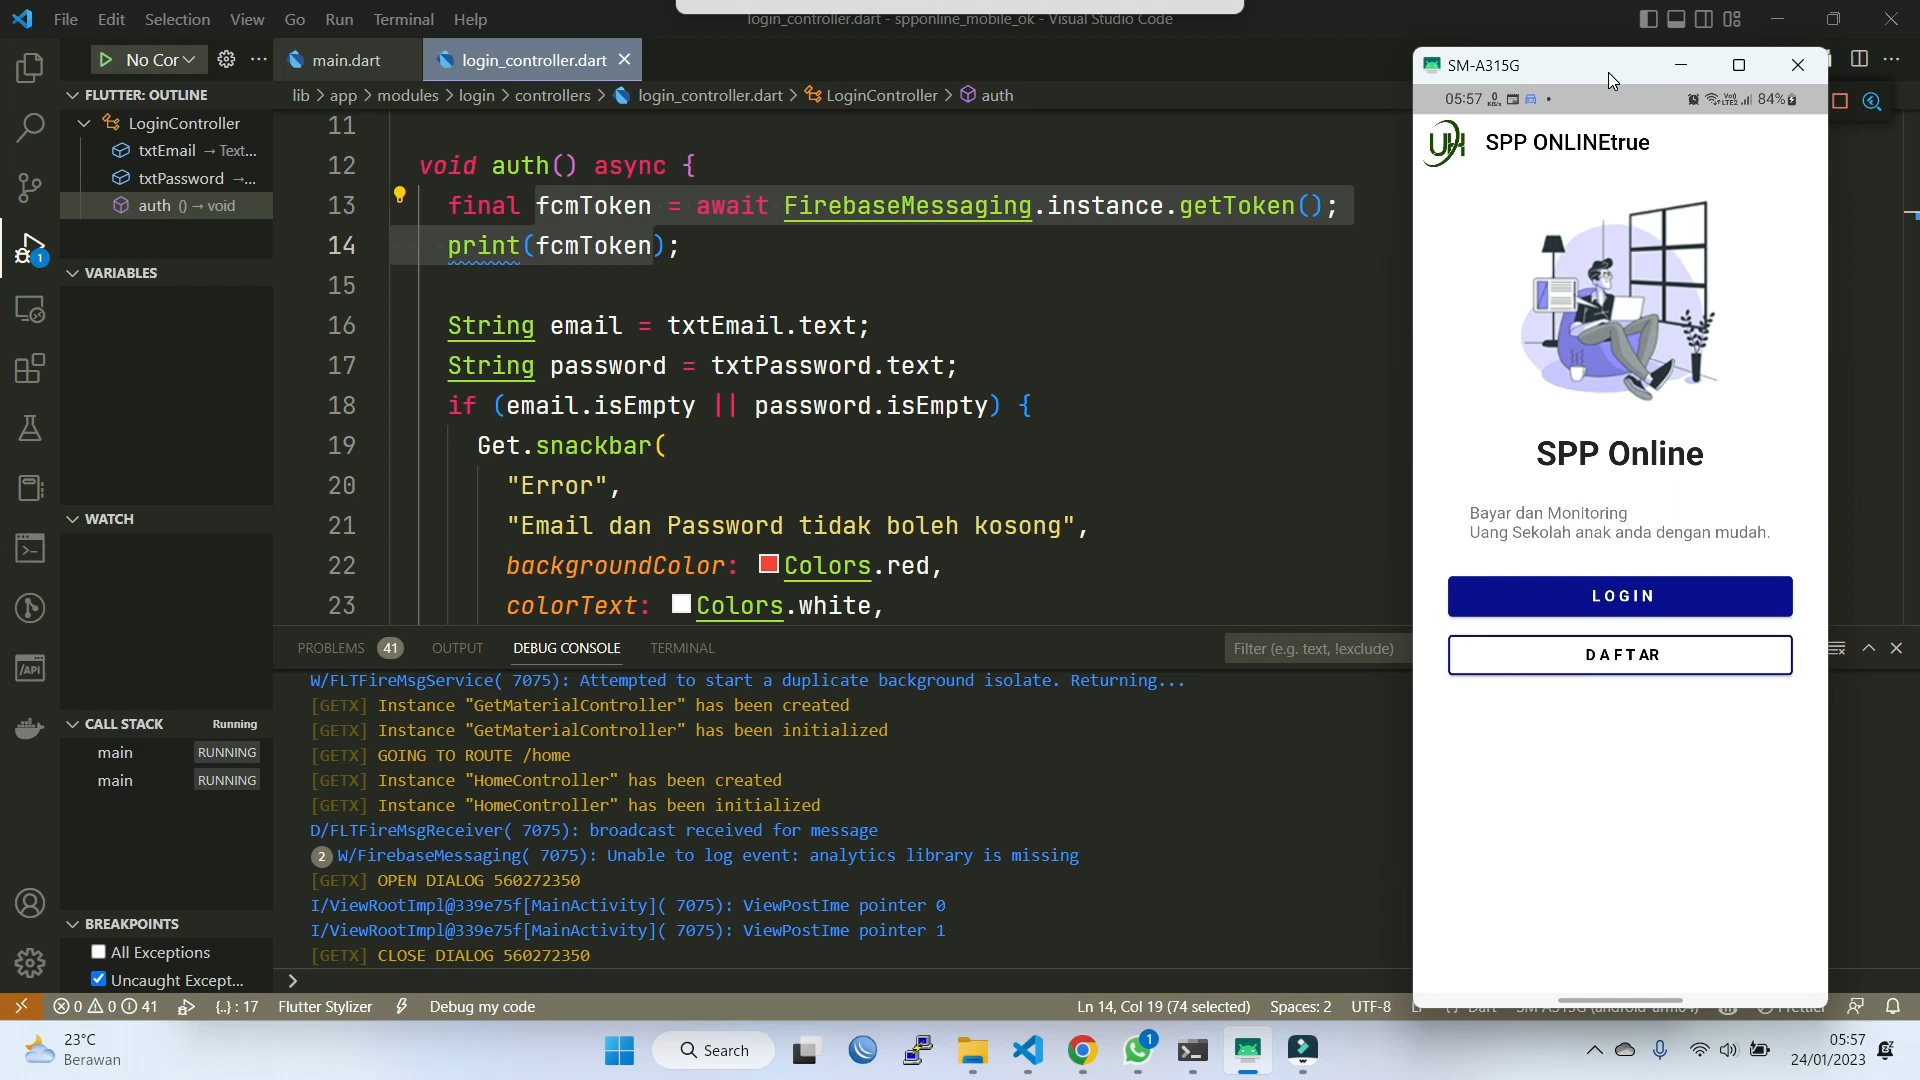 File Edit Selection View Go Run Terminal Help
login_controller.dart - spponline_mobile_ok - Visual Studio Code
No Cor
main.dart
login_controller.dart
FLUTTER: OUTLINE
LoginController
txtEmail → Text...
txtPassword →...
auth () → void
VARIABLES
WATCH
CALL STACK Running
main RUNNING
main RUNNING
BREAKPOINTS
All Exceptions
Uncaught Except...
1
lib > app > modules > login > controllers > login_controller.dart > LoginController > auth
11
12 void auth() async {
13 final fcmToken = await FirebaseMessaging.instance.getToken();
14 print(fcmToken);
15
16 String email = txtEmail.text;
17 String password = txtPassword.text;
18 if (email.isEmpty || password.isEmpty) {
19 Get.snackbar(
20 "Error",
21 "Email dan Password tidak boleh kosong",
22 backgroundColor: Colors.red,
23 colorText: Colors.white,
PROBLEMS 41 OUTPUT DEBUG CONSOLE TERMINAL
Filter (e.g. text, !exclude)
W/FLTFireMsgService( 7075): Attempted to start a duplicate background isolate. Returning...
[GETX] Instance "GetMaterialController" has been created
[GETX] Instance "GetMaterialController" has been initialized
[GETX] GOING TO ROUTE /home
[GETX] Instance "HomeController" has been created
[GETX] Instance "HomeController" has been initialized
D/FLTFireMsgReceiver( 7075): broadcast received for message
2 W/FirebaseMessaging( 7075): Unable to log event: analytics library is missing
[GETX] OPEN DIALOG 560272350
I/ViewRootImpl@339e75f[MainActivity]( 7075): ViewPostIme pointer 0
I/ViewRootImpl@339e75f[MainActivity]( 7075): ViewPostIme pointer 1
[GETX] CLOSE DIALOG 560272350
SM-A315G
05:57 84%
SPP ONLINEtrue
SPP Online
Bayar dan Monitoring
Uang Sekolah anak anda dengan mudah.
LOGIN
DAFTAR
0 0 41 {..} : 17 Flutter Stylizer Debug my code
Ln 14, Col 19 (74 selected) Spaces: 2 UTF-8
23°C
Berawan
Search
1
05:57
24/01/2023